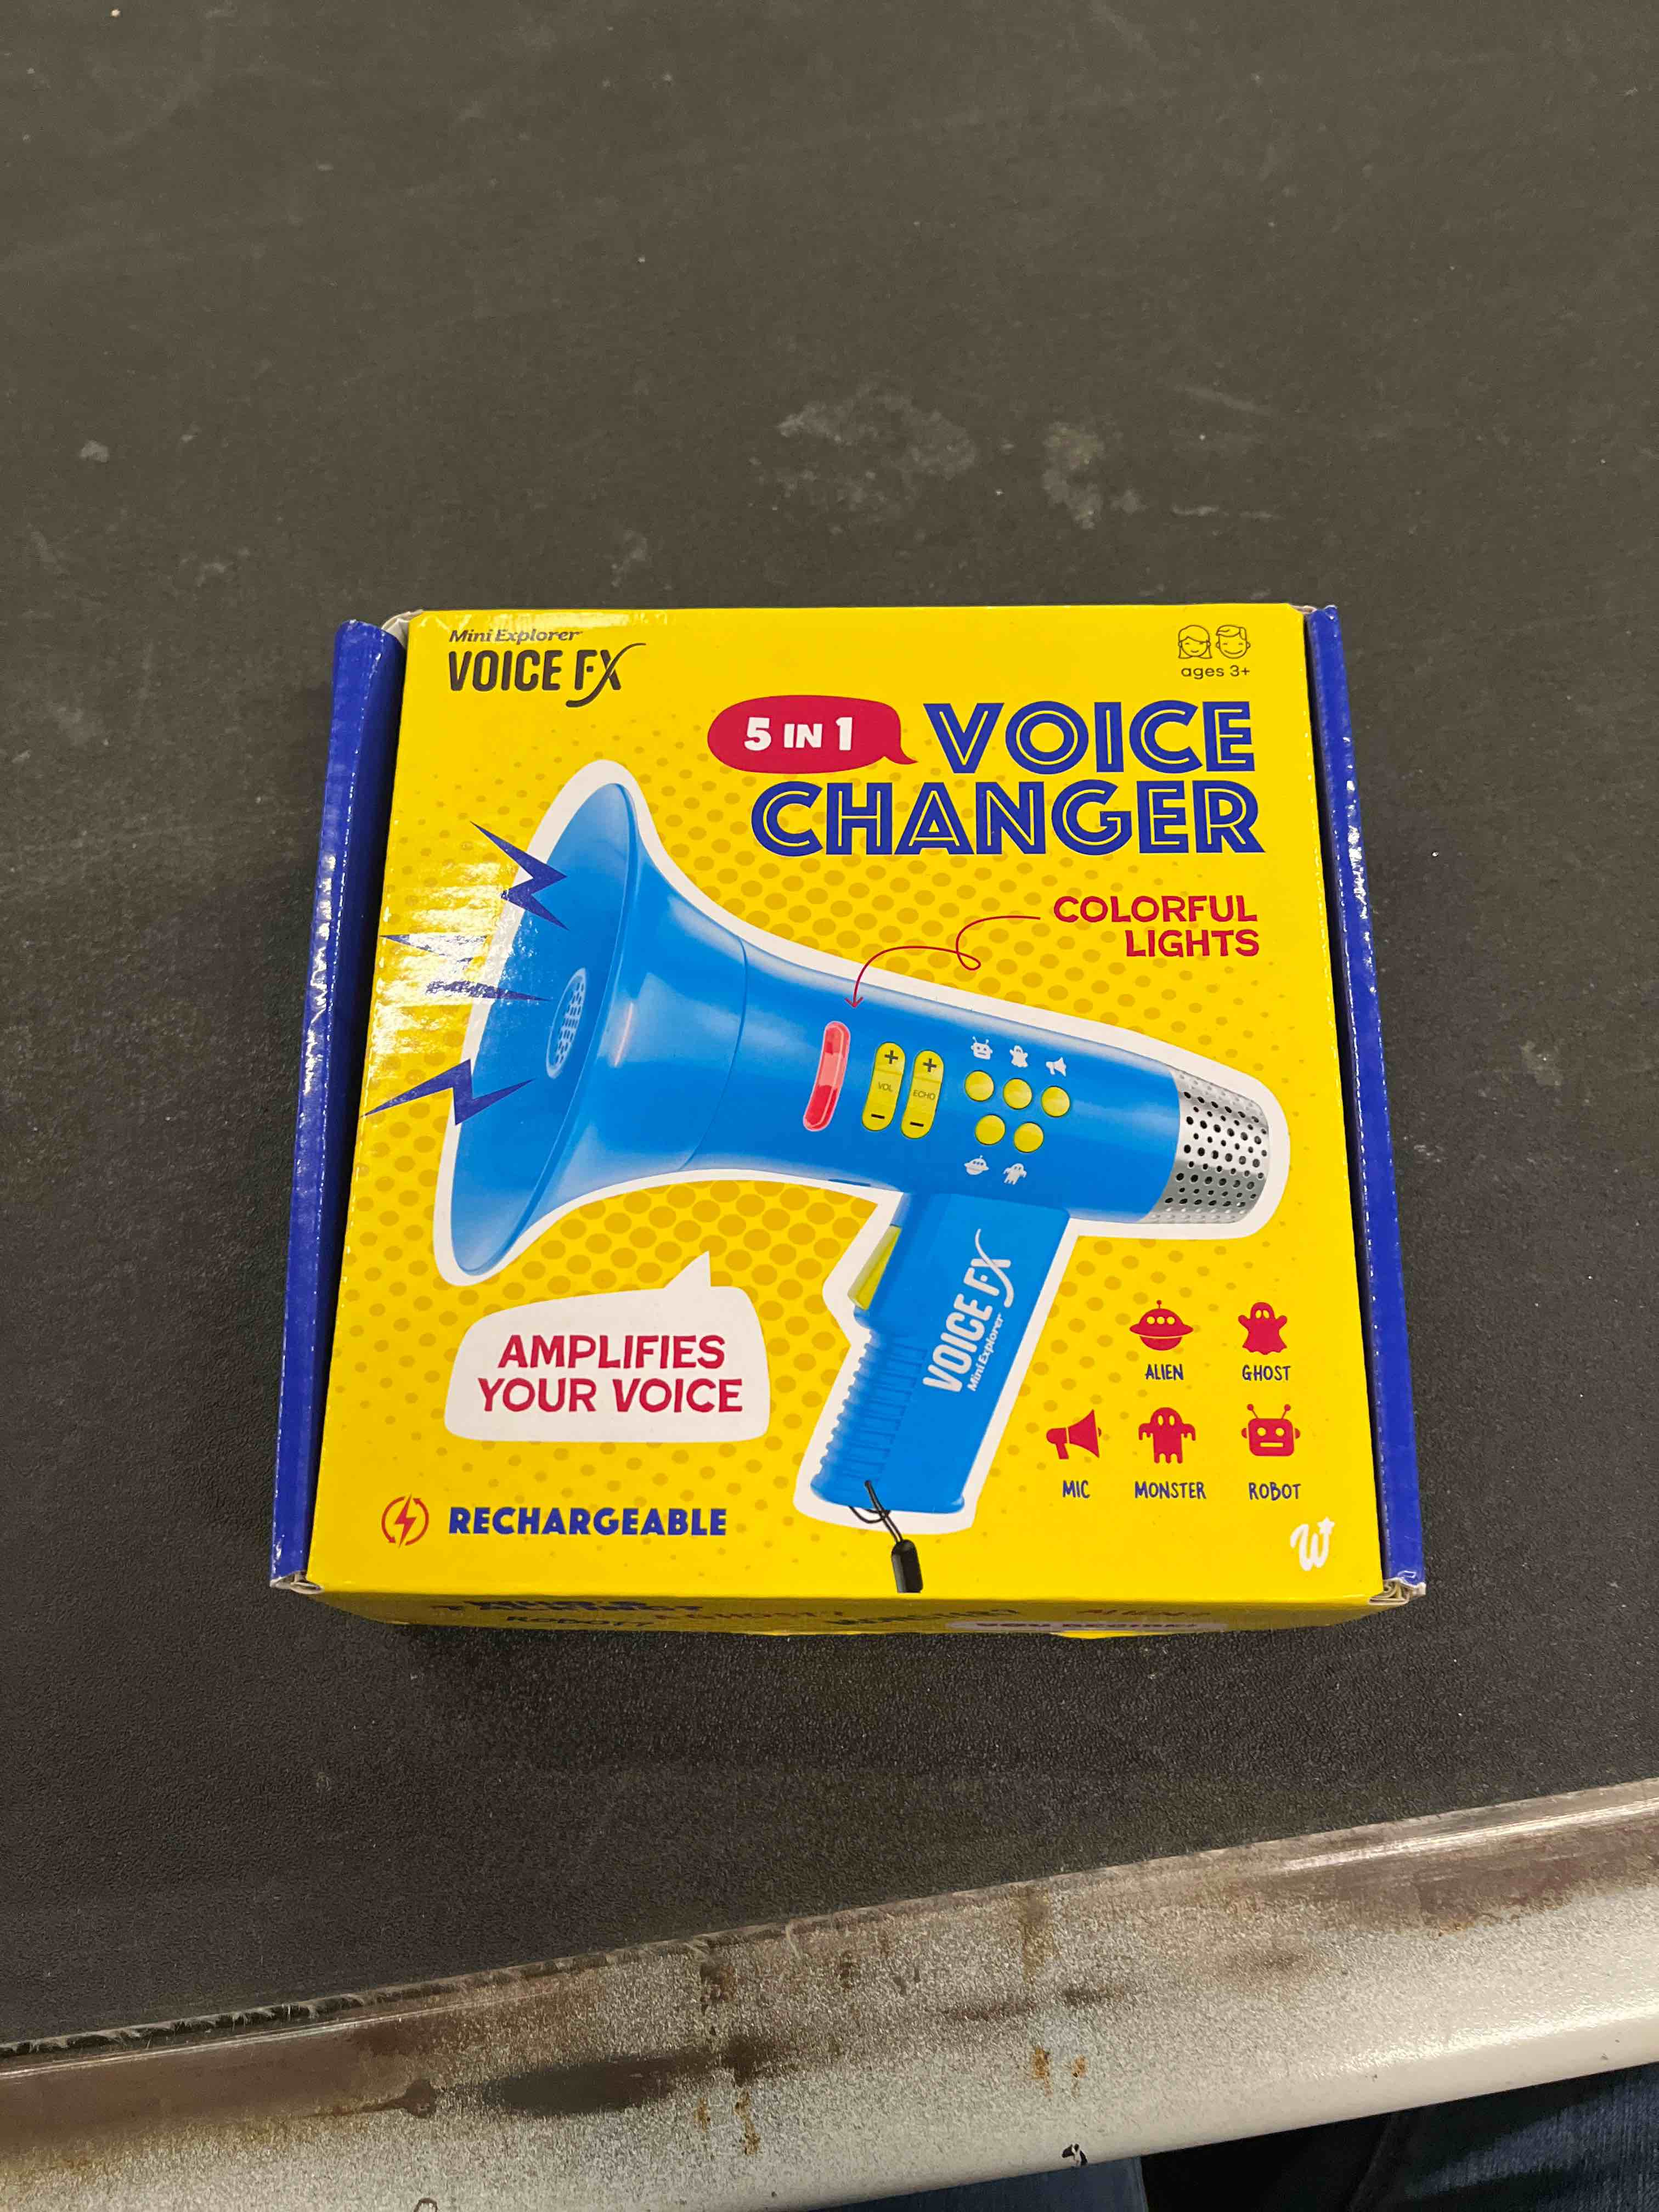 Mini Explorer
VOICE FX
ages 3+
5 IN 1 VOICE
CHANGER
COLORFUL
LIGHTS
+ +
VOL ECHO
- -
VOICE FX
Mini Explorer
AMPLIFIES
YOUR VOICE
ALIEN GHOST
MIC MONSTER ROBOT
RECHARGEABLE
W